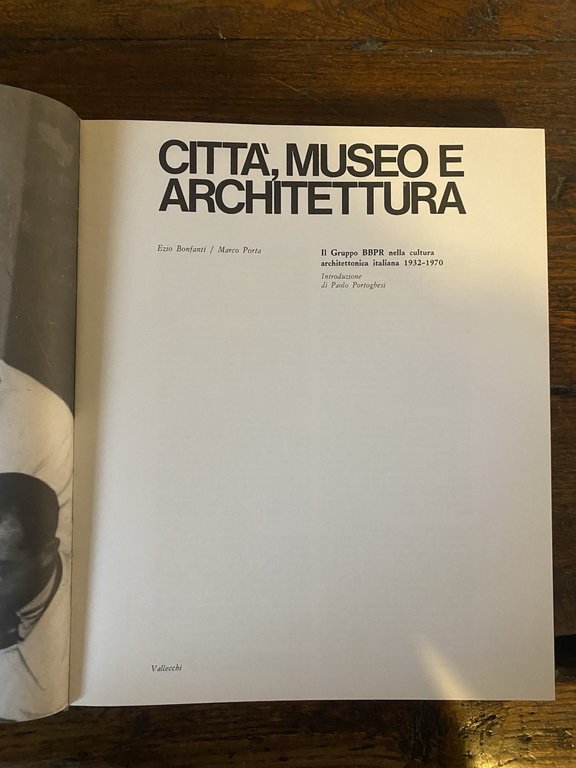 CITTÀ, MUSEO E
ARCHITETTURA
Ezio Bonfanti / Marco Porta
Il Gruppo BBPR nella cultura
architettonica italiana 1932-1970
Introduzione
di Paolo Portoghesi
Vallecchi